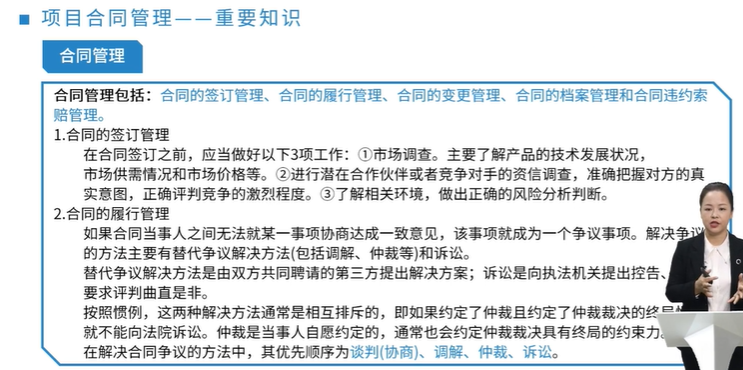 项目合同管理——重要知识
合同管理
合同管理包括：合同的签订管理、合同的履行管理、合同的变更管理、合同的档案管理和合同违约索
赔管理。
1.合同的签订管理
在合同签订之前，应当做好以下3项工作：①市场调查。主要了解产品的技术发展状况，
市场供需情况和市场价格等。②进行潜在合作伙伴或者竞争对手的资信调查，准确把握对方的真
实意图，正确评判竞争的激烈程度。③了解相关环境，做出正确的风险分析判断。
2.合同的履行管理
如果合同当事人之间无法就某一事项协商达成一致意见，该事项就成为一个争议事项。解决争议
的方法主要有替代争议解决方法(包括调解、仲裁等)和诉讼。
替代争议解决方法是由双方共同聘请的第三方提出解决方案；诉讼是向执法机关提出控告、
要求评判曲直是非。
按照惯例，这两种解决方法通常是相互排斥的，即如果约定了仲裁且约定了仲裁裁决的终局
就不能向法院诉讼。仲裁是当事人自愿约定的，通常也会约定仲裁裁决具有终局的约束力
在解决合同争议的方法中，其优先顺序为谈判(协商)、调解、仲裁、诉讼。